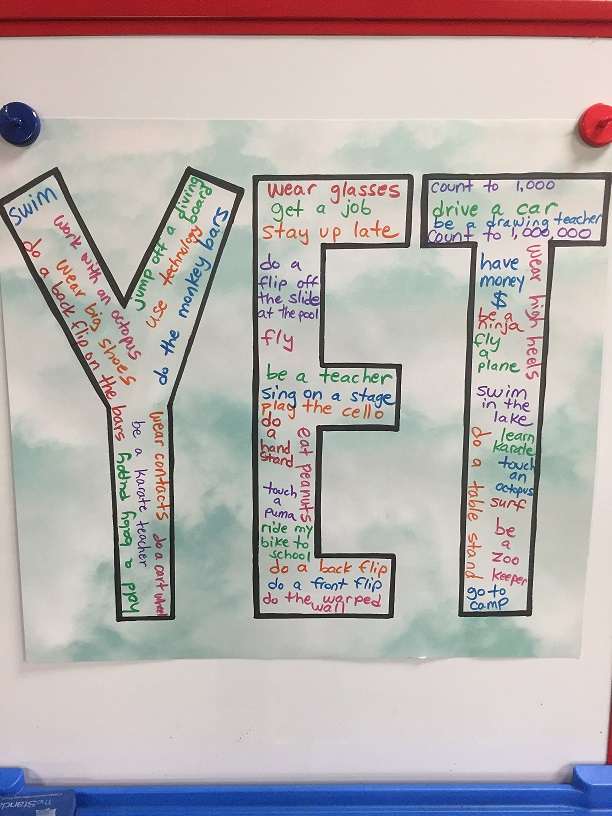 swim
work with an octopus
wear big shoes
do a back flip on the bars
jump off a diving board
use technology
do the monkey bars
wear contacts
be a karate teacher
do a cart wheel
a baby puppy
wear glasses
get a job
stay up late
do a
flip off
the slide
at the pool
fly
be a teacher
sing on a stage
play the cello
do
a
hand
stand
eat peanuts
touch
a
puma
ride my
bike to
school
do a back flip
do a front flip
do the warped
wall
count to 1,000
drive a car
be a drawing teacher
count to 1,000,000
wear high heels
have
money
$
be a
ninja
fly
a
plane
swim
in the
lake
do a table stand
learn
karate
touch
an
octopus
surf
be
a
zoo
keeper
go to
camp